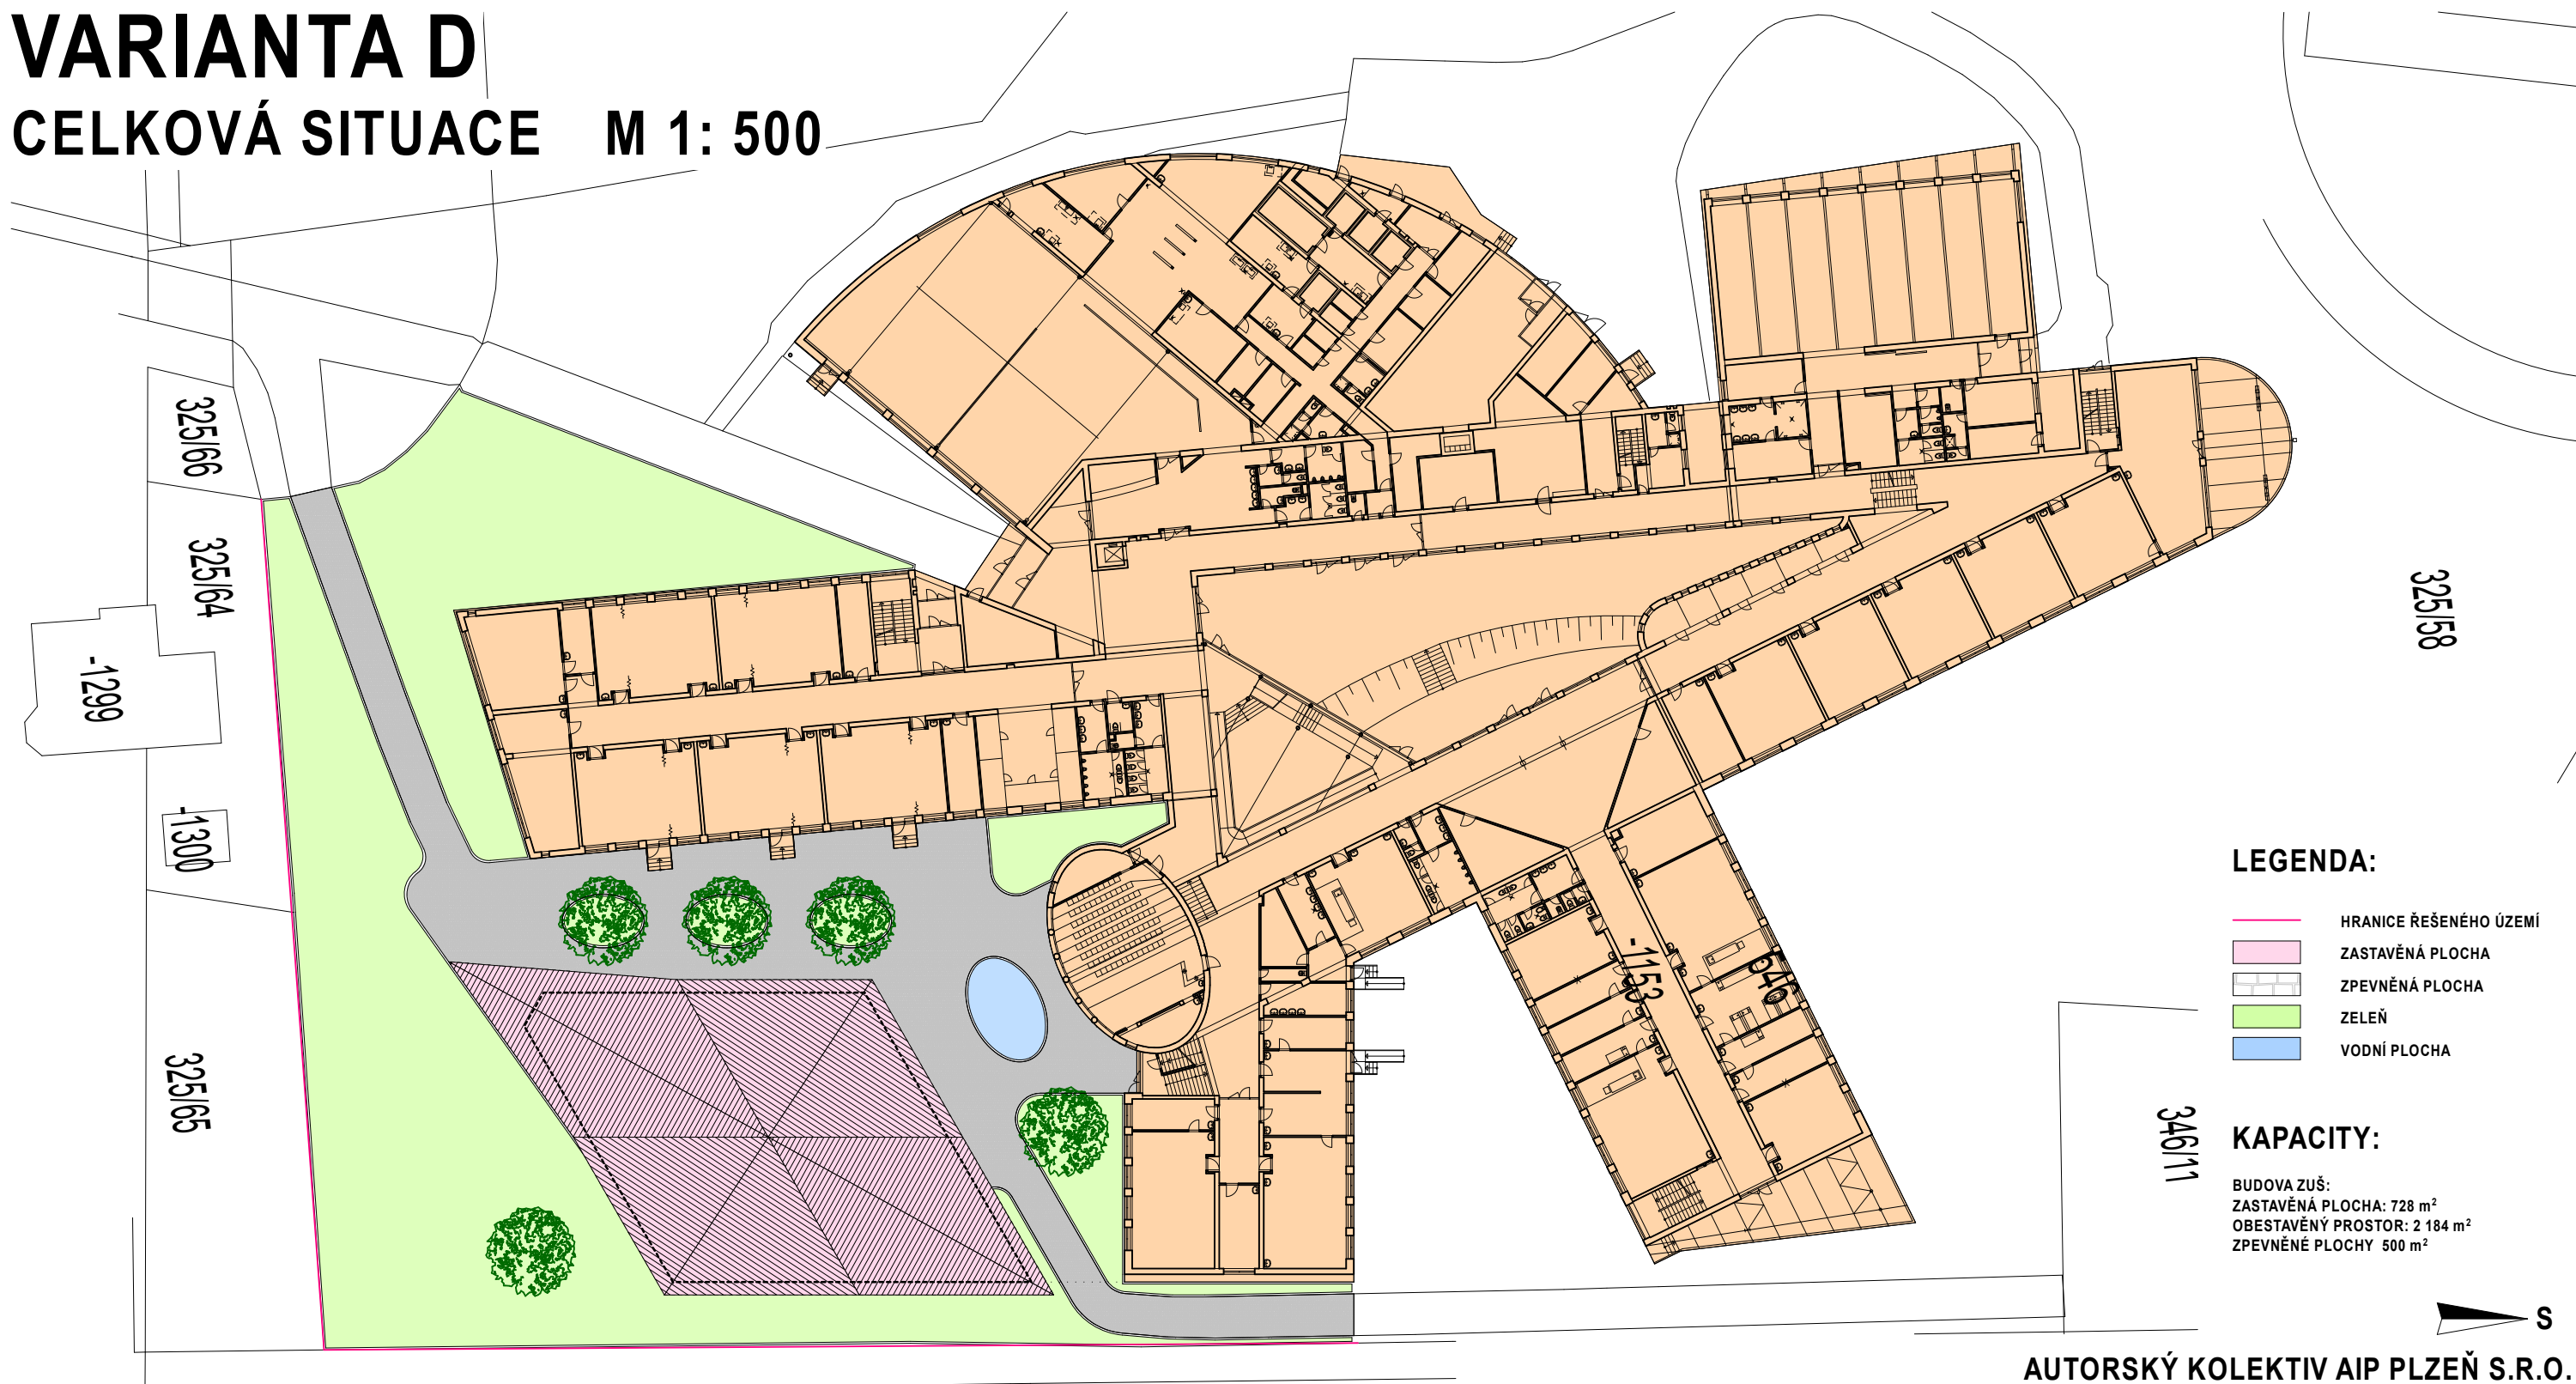 VARIANTA D
CELKOVÁ SITUACE M 1: 500
325/66
325/64
-1299
-1300
325/65
325/58
-1153
546
346/11
LEGENDA:
HRANICE ŘEŠENÉHO ÚZEMÍ
ZASTAVĚNÁ PLOCHA
ZPEVNĚNÁ PLOCHA
ZELEŇ
VODNÍ PLOCHA
KAPACITY:
BUDOVA ZUŠ:
ZASTAVĚNÁ PLOCHA: 728 m²
OBESTAVĚNÝ PROSTOR: 2 184 m²
ZPEVNĚNÉ PLOCHY 500 m²
S
AUTORSKÝ KOLEKTIV AIP PLZEŇ S.R.O.